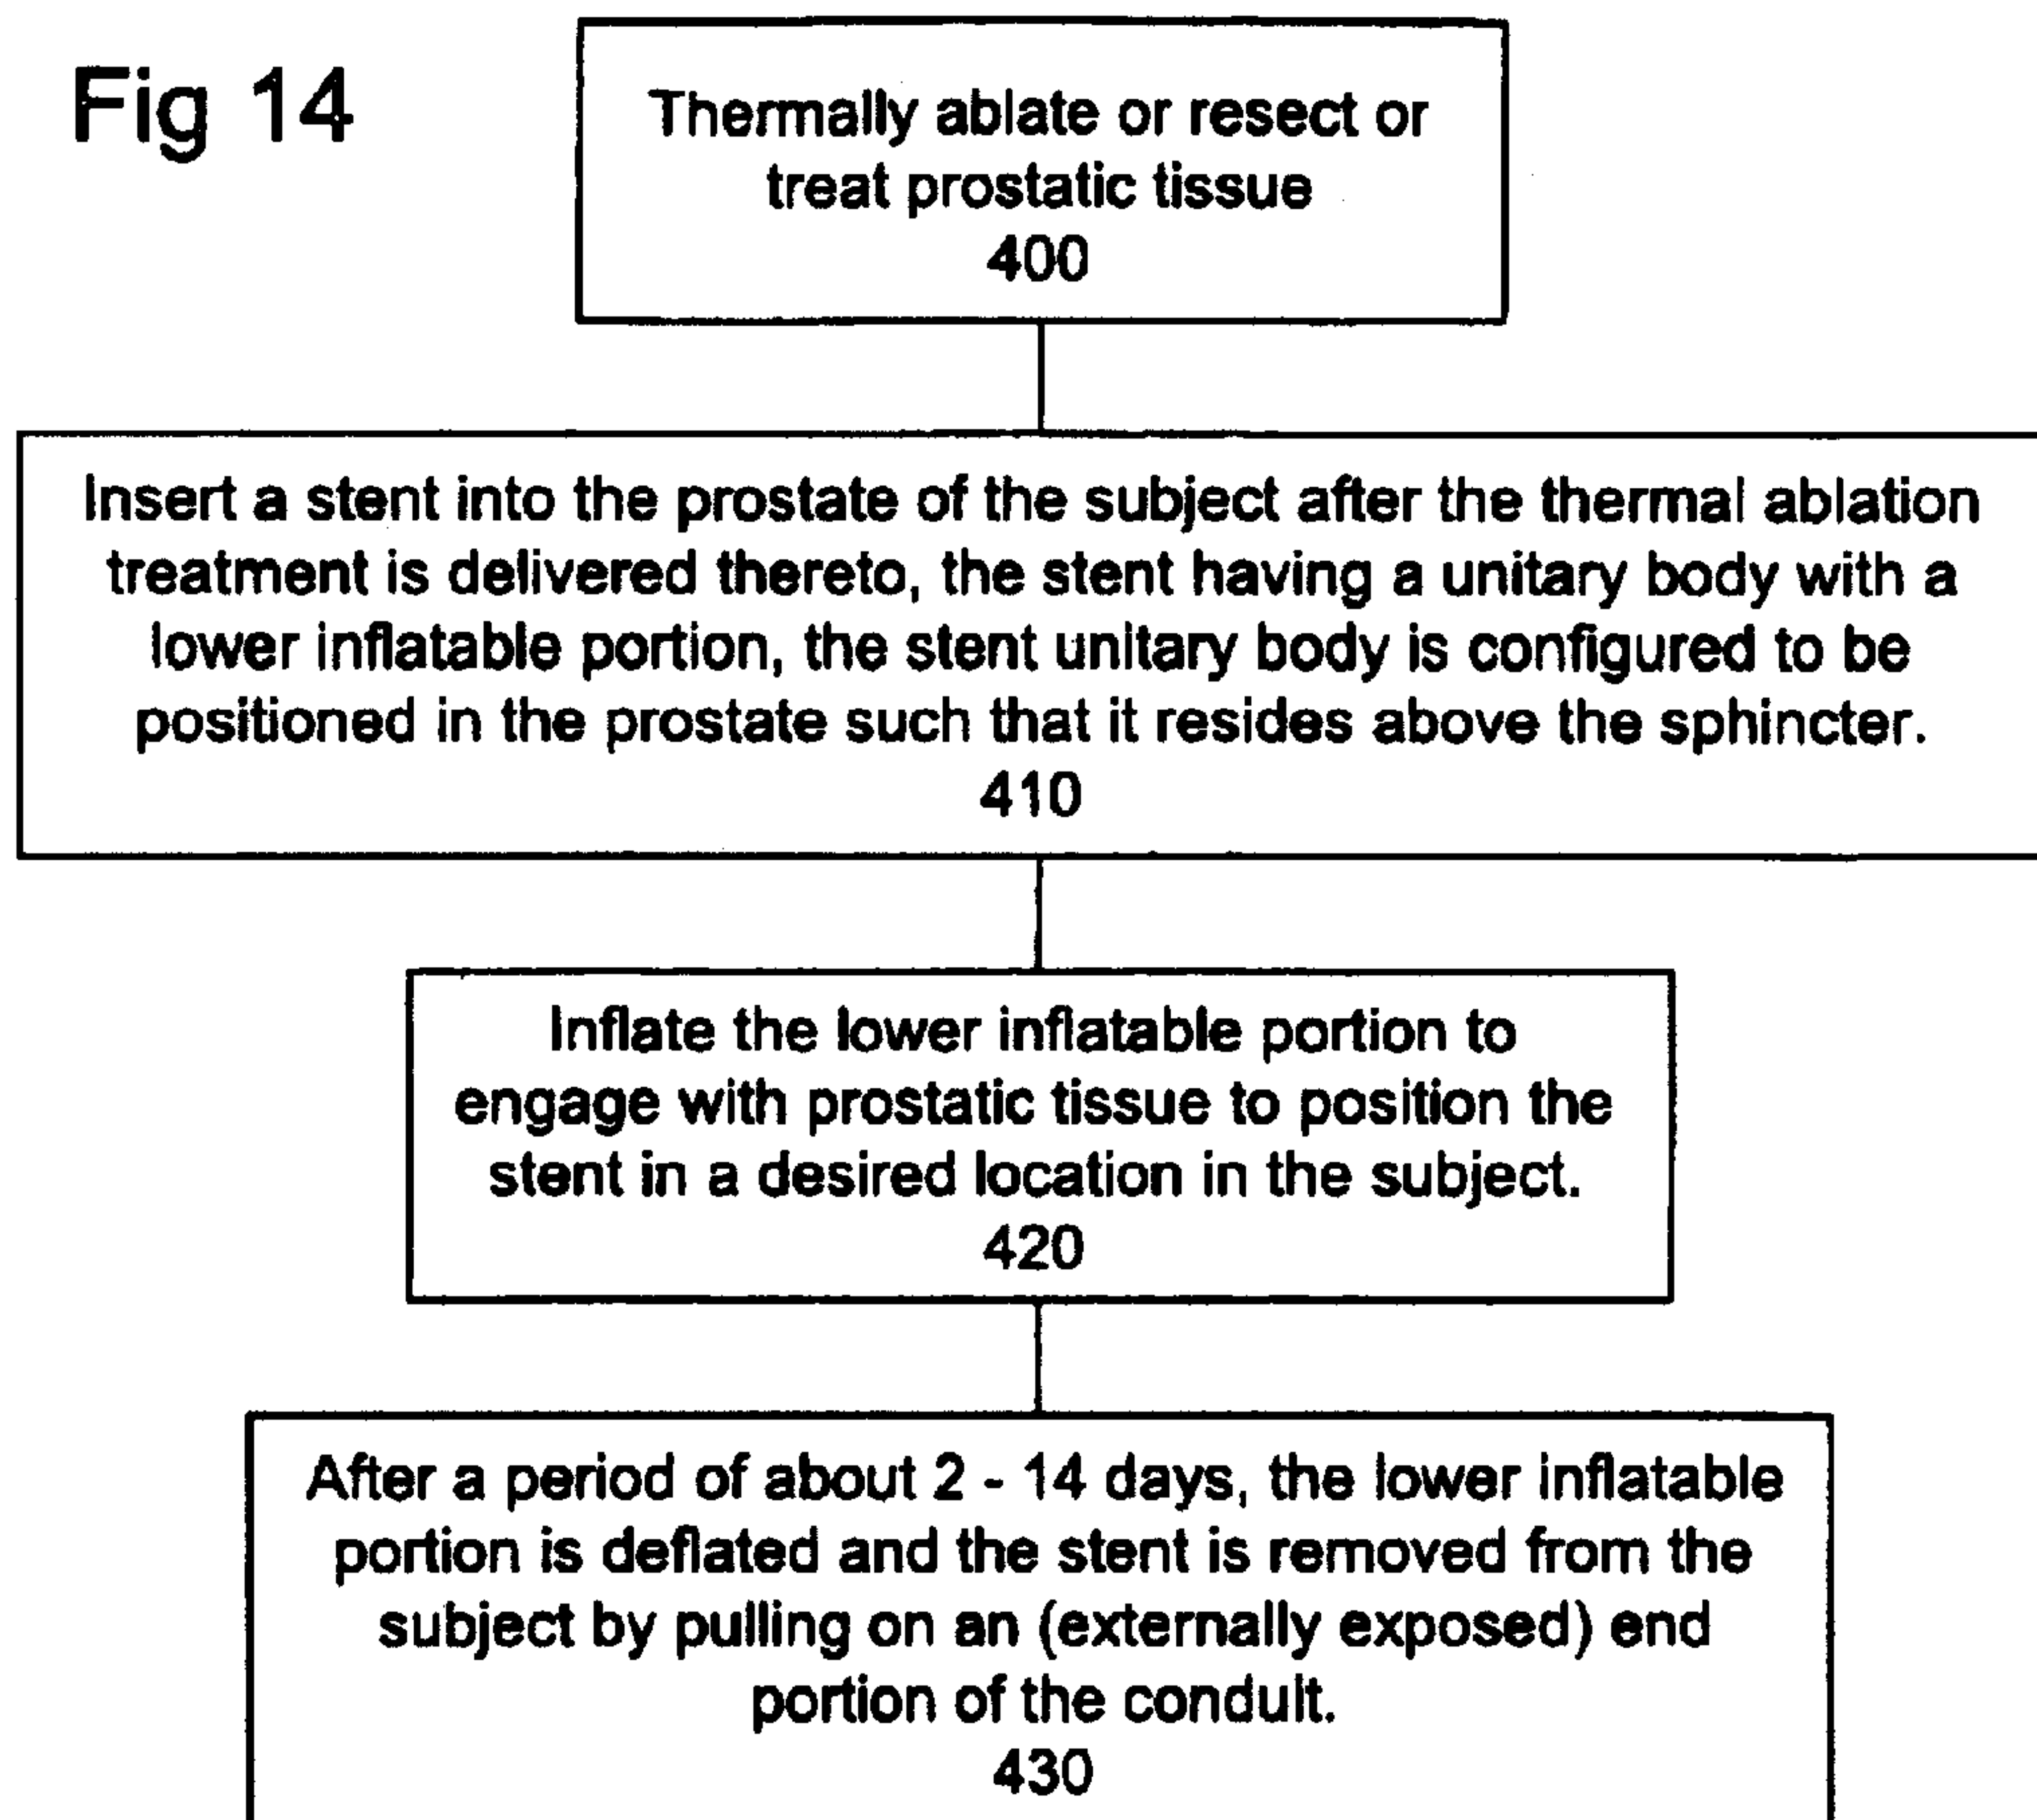 Fig 14
Thermally ablate or resect or
treat prostatic tissue
400
Insert a stent into the prostate of the subject after the thermal ablation
treatment is delivered thereto, the stent having a unitary body with a
lower inflatable portion, the stent unitary body is configured to be
positioned in the prostate such that it resides above the sphincter.
410
Inflate the lower inflatable portion to
engage with prostatic tissue to position the
stent in a desired location in the subject.
420
After a period of about 2 - 14 days, the lower inflatable
portion is deflated and the stent is removed from the
subject by pulling on an (externally exposed) end
portion of the conduit.
430